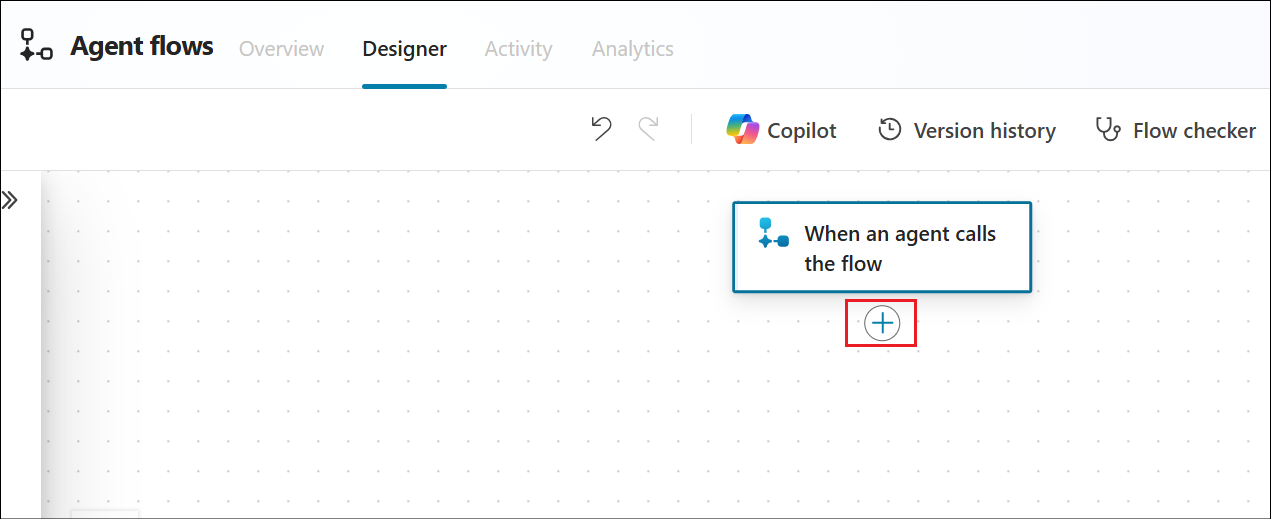 Agent flows Overview Designer Activity Analytics
Copilot Version history Flow checker
When an agent calls
the flow